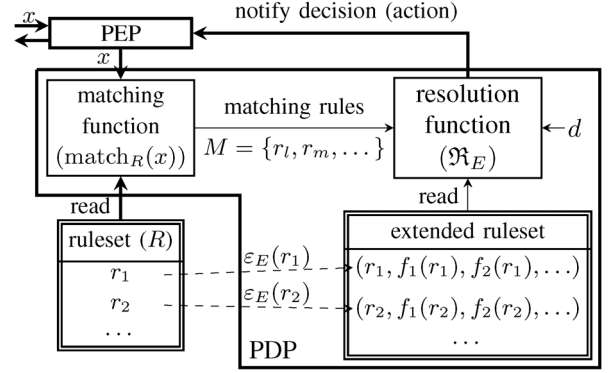 notify decision (action)
x
PEP
x
matching
function
(match_R(x))
matching rules
M = {r_l, r_m, . . . }
resolution
function
(ℜ_E)
d
read
read
ruleset (R)
r_1
r_2
. . .
ε_E(r_1)
ε_E(r_2)
extended ruleset
(r_1, f_1(r_1), f_2(r_1), . . .)
(r_2, f_1(r_2), f_2(r_2), . . .)
. . .
PDP